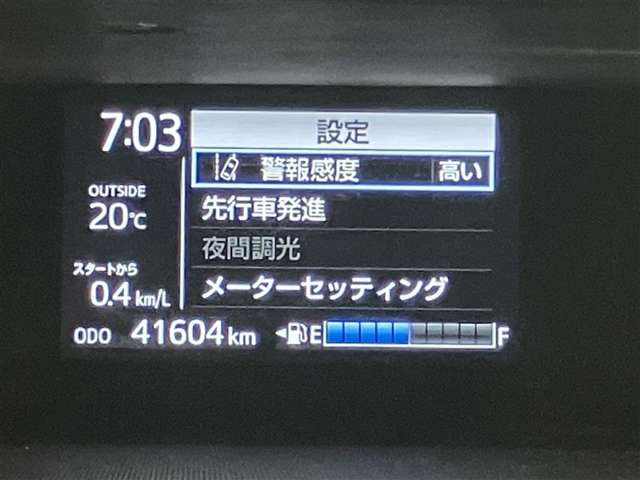 7:03
設定
警報感度 高い
OUTSIDE
20℃
先行車発進
夜間調光
スタートから
0.4 km/L
メーターセッティング
ODO 41604 km
E F